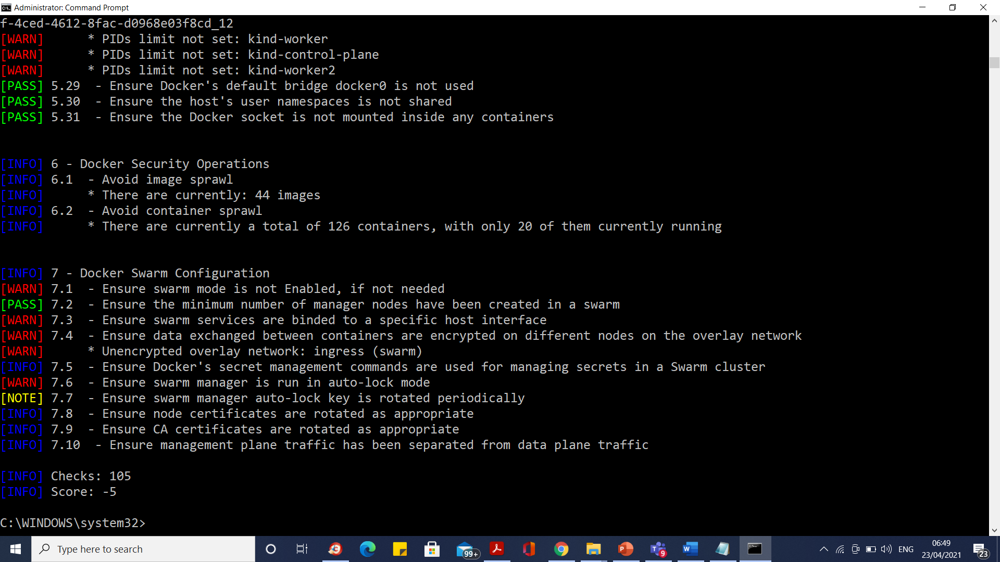 Administrator: Command Prompt
f-4ced-4612-8fac-d0968e03f8cd_12
[WARN]      * PIDs limit not set: kind-worker
[WARN]      * PIDs limit not set: kind-control-plane
[WARN]      * PIDs limit not set: kind-worker2
[PASS] 5.29  - Ensure Docker's default bridge docker0 is not used
[PASS] 5.30  - Ensure the host's user namespaces is not shared
[PASS] 5.31  - Ensure the Docker socket is not mounted inside any containers
[INFO] 6 - Docker Security Operations
[INFO] 6.1  - Avoid image sprawl
[INFO]      * There are currently: 44 images
[INFO] 6.2  - Avoid container sprawl
[INFO]      * There are currently a total of 126 containers, with only 20 of them currently running
[INFO] 7 - Docker Swarm Configuration
[WARN] 7.1  - Ensure swarm mode is not Enabled, if not needed
[PASS] 7.2  - Ensure the minimum number of manager nodes have been created in a swarm
[WARN] 7.3  - Ensure swarm services are binded to a specific host interface
[WARN] 7.4  - Ensure data exchanged between containers are encrypted on different nodes on the overlay network
[WARN]      * Unencrypted overlay network: ingress (swarm)
[INFO] 7.5  - Ensure Docker's secret management commands are used for managing secrets in a Swarm cluster
[WARN] 7.6  - Ensure swarm manager is run in auto-lock mode
[NOTE] 7.7  - Ensure swarm manager auto-lock key is rotated periodically
[INFO] 7.8  - Ensure node certificates are rotated as appropriate
[INFO] 7.9  - Ensure CA certificates are rotated as appropriate
[INFO] 7.10  - Ensure management plane traffic has been separated from data plane traffic
[INFO] Checks: 105
[INFO] Score: -5
C:\WINDOWS\system32>
Type here to search
99+
9
ENG
06:49
23/04/2021
23